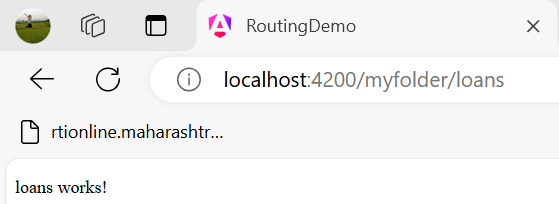 RoutingDemo
localhost:4200/myfolder/loans
rtionline.maharashtr...
loans works!